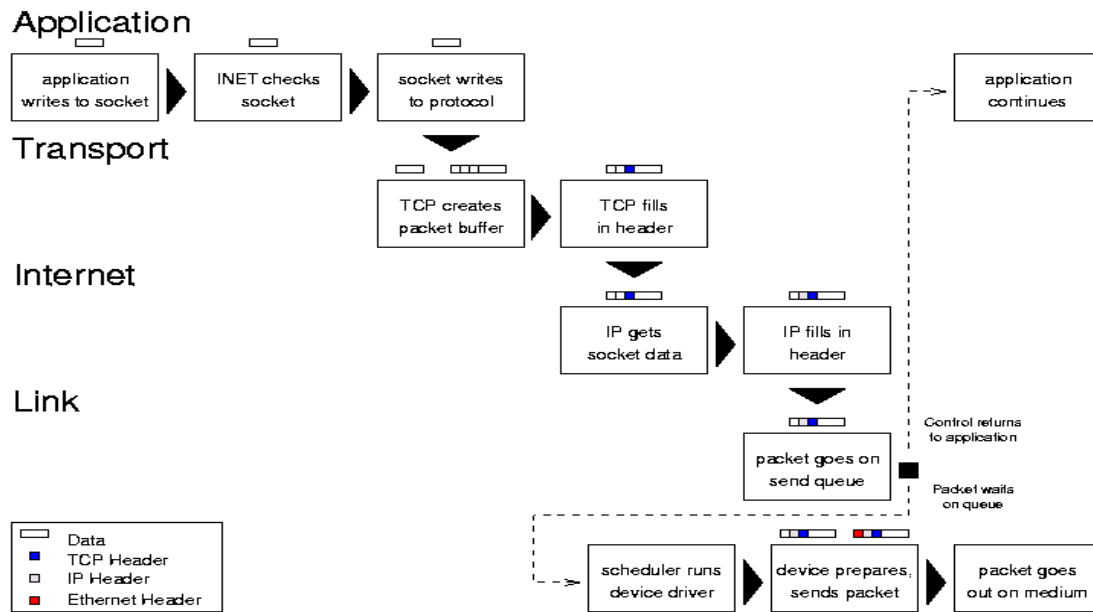 Application
application
writes to socket
INET checks
socket
socket writes
to protocol
application
continues
Transport
TCP creates
packet buffer
TCP fills
in header
Internet
IP gets
socket data
IP fills in
header
Link
packet goes on
send queue
Control returns
to application
Packet waits
on queue
Data
TCP Header
IP Header
Ethernet Header
scheduler runs
device driver
device prepares,
sends packet
packet goes
out on medium